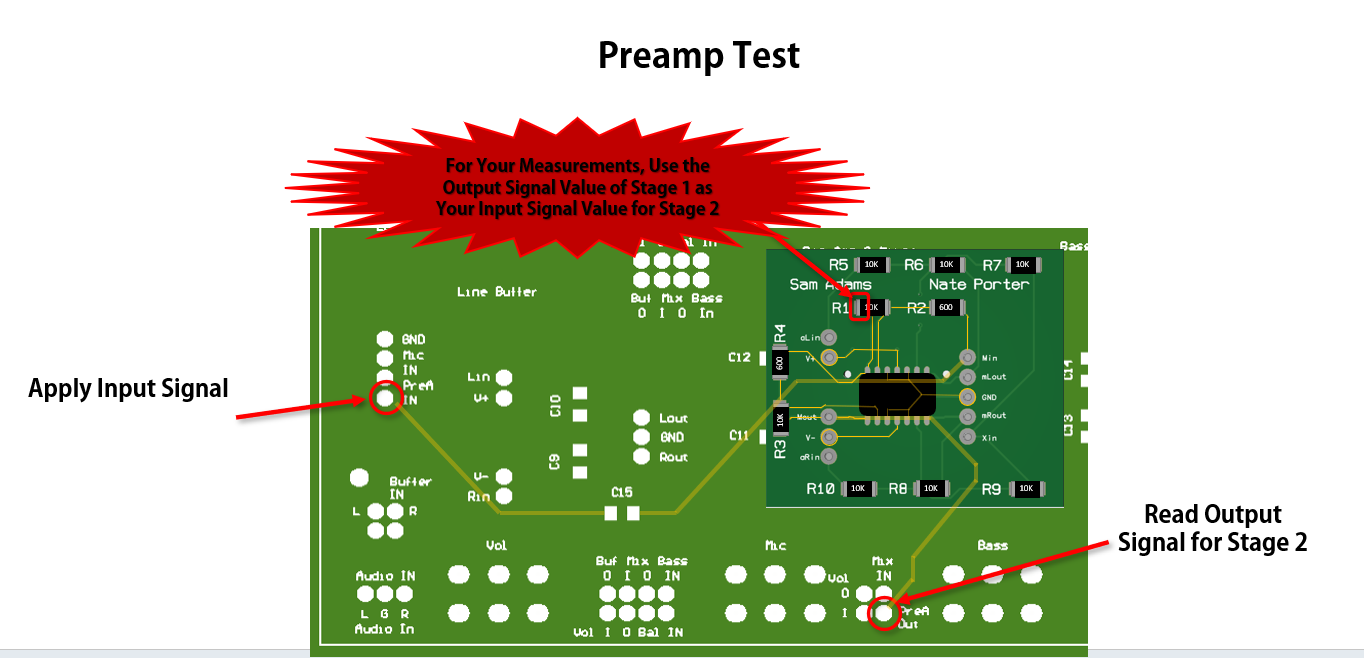 Preamp Test
For Your Measurements, Use the
Output Signal Value of Stage 1 as
Your Input Signal Value for Stage 2
Apply Input Signal
Read Output
Signal for Stage 2
Line Buffer
But Mix Bass
O I O In
GND
Mic
IN
PreA
IN
Lin
V+
C10
C9
V-
Rin
Lout
GND
Rout
C15
Buffer
IN
L R
Audio IN
L G R
Audio In
Vol
Buf Mix Bass
O I O IN
Vol I O Bal IN
Mic
Mix
IN
Vol
O
I
PreA
Out
Bass
Bass
R5 10K R6 10K R7 10K
Sam Adams Nate Porter
R1 10K R2 600
R4
600
10K
R3
aLin
V+
Mout
V-
aRin
Min
mLout
GND
mRout
Xin
R10 10K R8 10K R9 10K
C12
C11
C14
C13